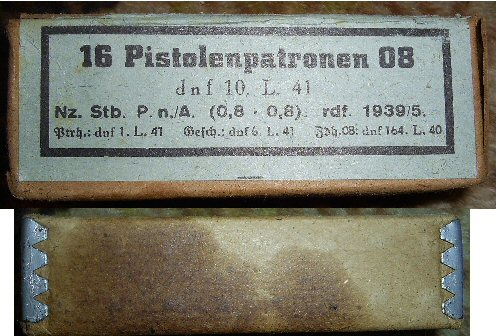 16 Pistolenpatronen 08
dnf 10. L. 41
Nz. Stb. P. n./A. (0,8 · 0,8). rdf. 1939/5.
Ptrh.: dnf 1. L. 41 Gesch.: dnf 6. L. 41 Zdh. 08: dnf 164. L. 40